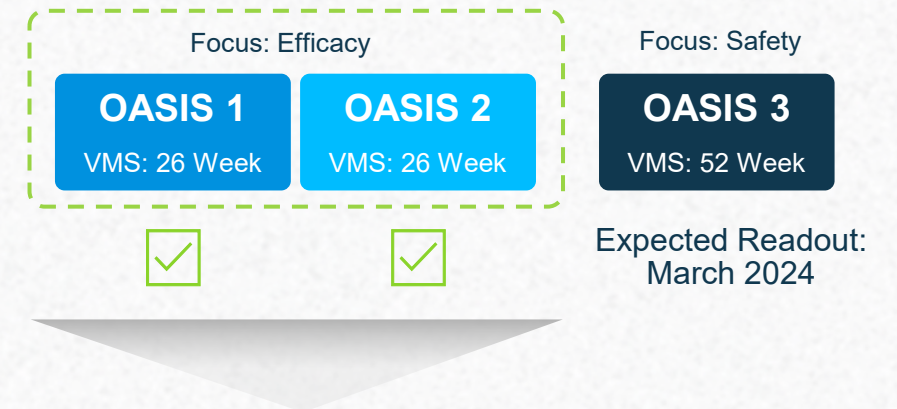 Focus: Efficacy
Focus: Safety
OASIS 1
VMS: 26 Week
OASIS 2
VMS: 26 Week
OASIS 3
VMS: 52 Week
Expected Readout:
March 2024